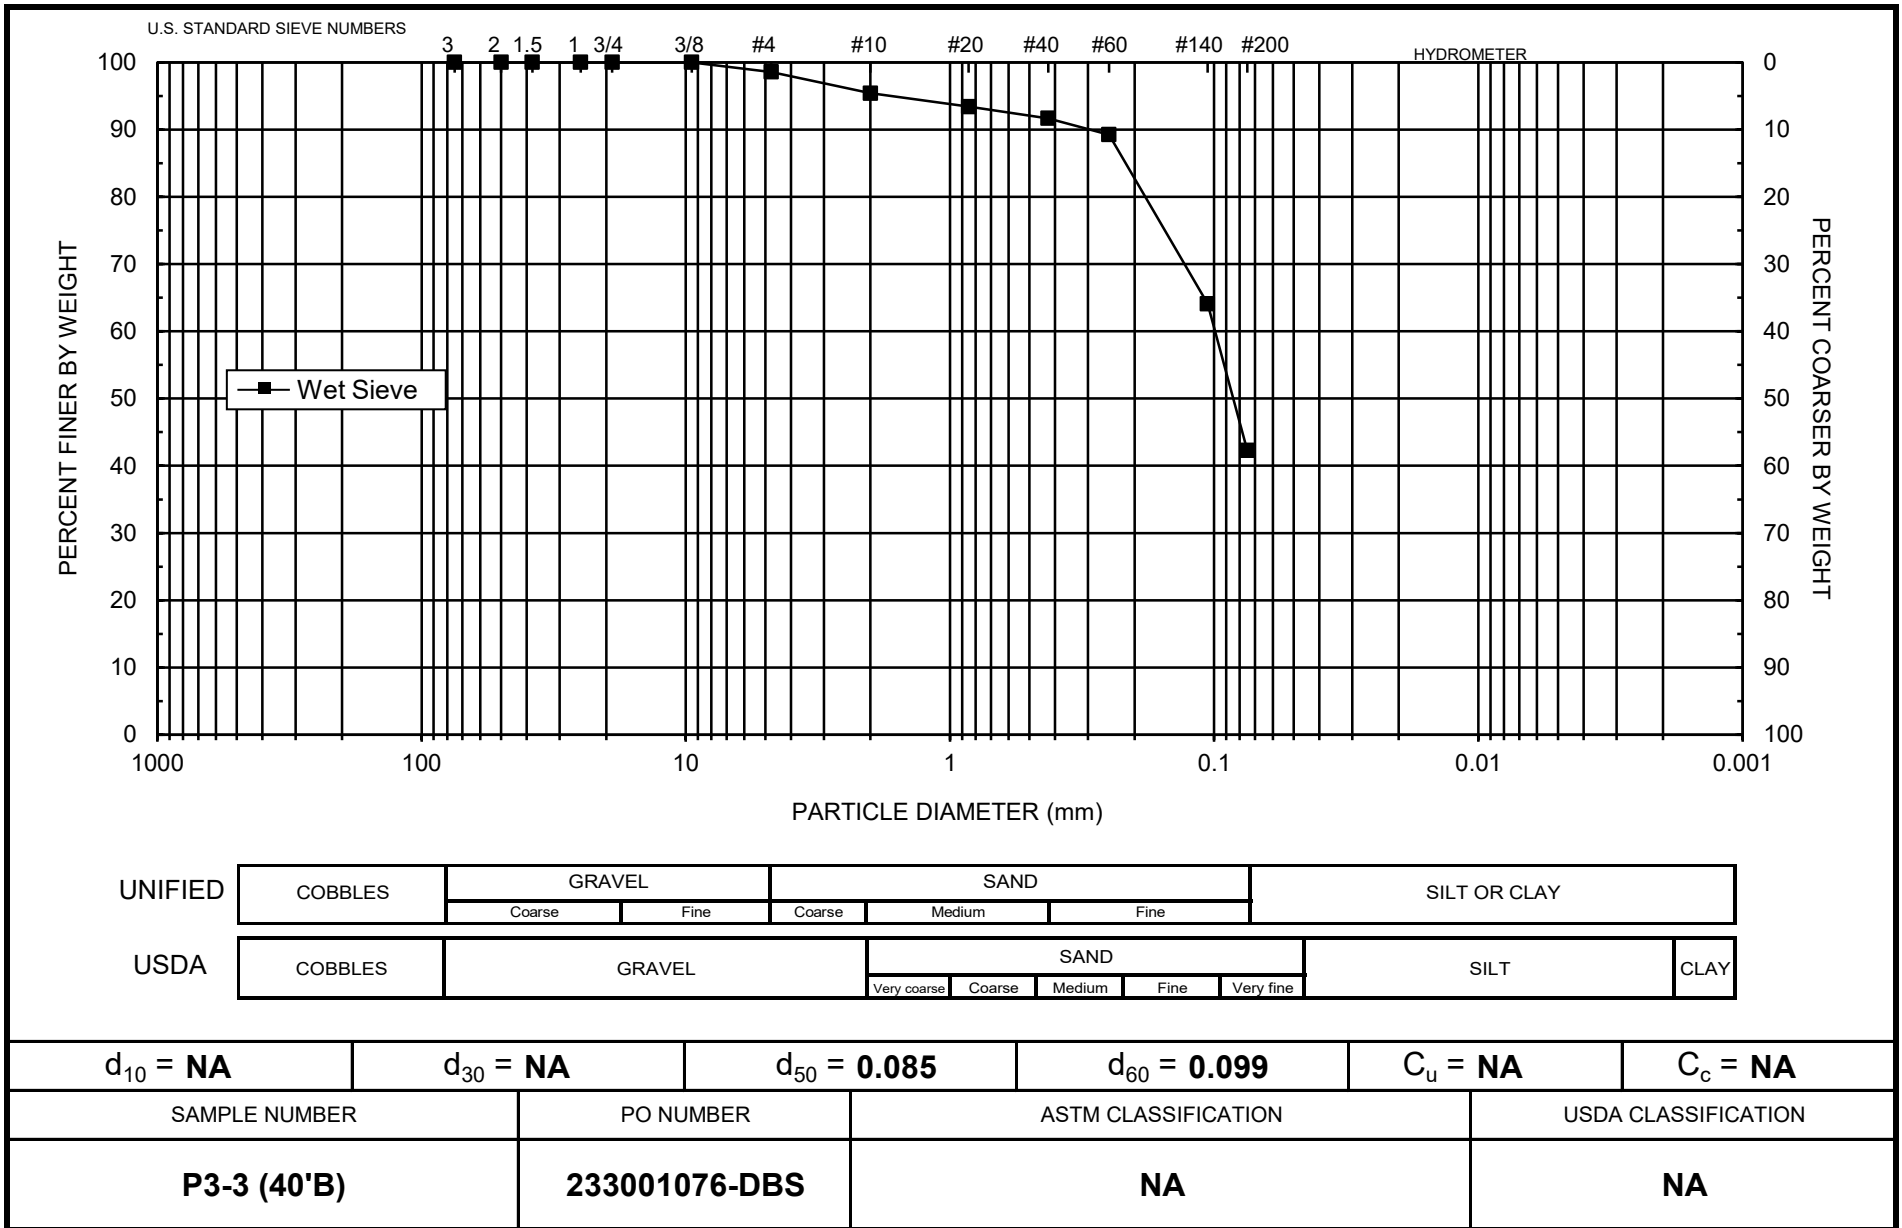 U.S. STANDARD SIEVE NUMBERS
3 2 1.5 1 3/4 3/8 #4 #10 #20 #40 #60 #140 #200
HYDROMETER
100 0
90 10
80 20
70 30
60 40
50 50
40 60
30 70
20 80
10 90
0 100
PERCENT FINER BY WEIGHT
PERCENT COARSER BY WEIGHT
Wet Sieve
1000 100 10 1 0.1 0.01 0.001
PARTICLE DIAMETER (mm)
UNIFIED COBBLES GRAVEL SAND SILT OR CLAY
Coarse Fine Coarse Medium Fine
USDA COBBLES GRAVEL SAND SILT CLAY
Very coarse Coarse Medium Fine Very fine
d10 = NA d30 = NA d50 = 0.085 d60 = 0.099 Cu = NA Cc = NA
SAMPLE NUMBER PO NUMBER ASTM CLASSIFICATION USDA CLASSIFICATION
P3-3 (40'B) 233001076-DBS NA NA